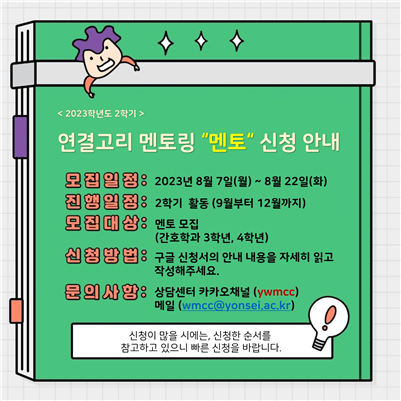 < 2023학년도 2학기 >
연결고리 멘토링 "멘토" 신청 안내
모집일정: 2023년 8월 7일(월) ~ 8월 22일(화)
진행일정: 2학기 활동 (9월부터 12월까지)
모집대상: 멘토 모집
(간호학과 3학년, 4학년)
신청방법: 구글 신청서의 안내 내용을 자세히 읽고
작성해주세요.
문의사항: 상담센터 카카오채널 (ywmcc)
메일 (wmcc@yonsei.ac.kr)
신청이 많을 시에는, 신청한 순서를
참고하고 있으니 빠른 신청을 바랍니다.